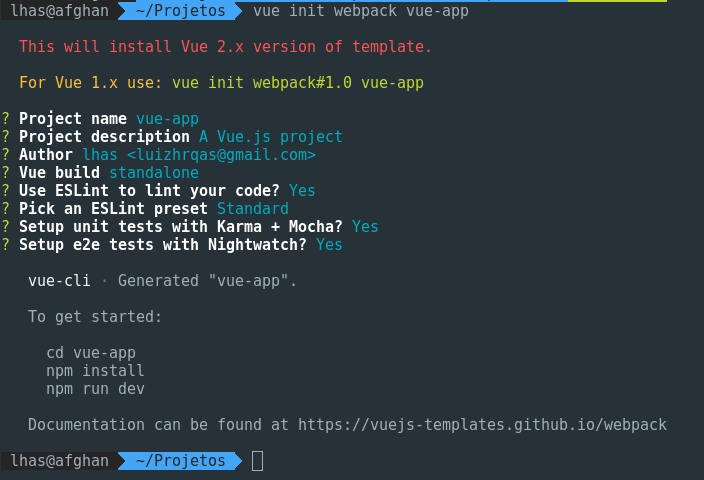 lhas@afghan ~/Projetos vue init webpack vue-app
This will install Vue 2.x version of template.
For Vue 1.x use: vue init webpack#1.0 vue-app
? Project name vue-app
? Project description A Vue.js project
? Author lhas <luizhrqas@gmail.com>
? Vue build standalone
? Use ESLint to lint your code? Yes
? Pick an ESLint preset Standard
? Setup unit tests with Karma + Mocha? Yes
? Setup e2e tests with Nightwatch? Yes
vue-cli · Generated "vue-app".
To get started:
cd vue-app
npm install
npm run dev
Documentation can be found at https://vuejs-templates.github.io/webpack
lhas@afghan ~/Projetos